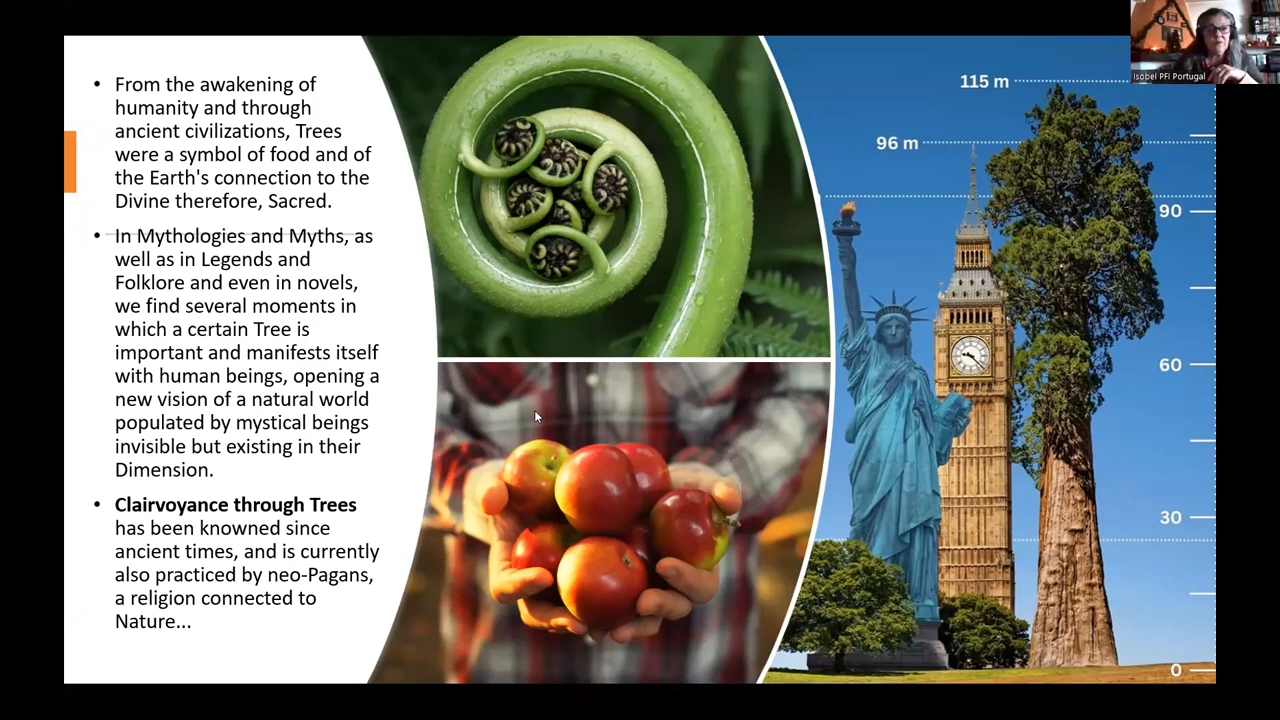 • From the awakening of
humanity and through
ancient civilizations, Trees
were a symbol of food and of
the Earth's connection to the
Divine therefore, Sacred.
• In Mythologies and Myths, as
well as in Legends and
Folklore and even in novels,
we find several moments in
which a certain Tree is
important and manifests itself
with human beings, opening a
new vision of a natural world
populated by mystical beings
invisible but existing in their
Dimension.
• Clairvoyance through Trees
has been knowned since
ancient times, and is currently
also practiced by neo-Pagans,
a religion connected to
Nature...
115 m
96 m
90
60
30
0
Isobel PFI Portugal